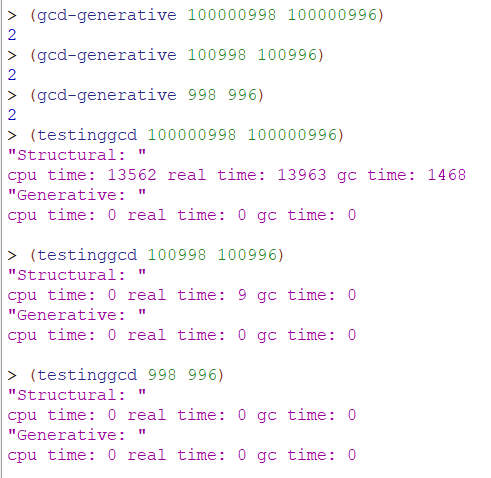 > (gcd-generative 100000998 100000996)
2
> (gcd-generative 100998 100996)
2
> (gcd-generative 998 996)
2
> (testinggcd 100000998 100000996)
"Structural: "
cpu time: 13562 real time: 13963 gc time: 1468
"Generative: "
cpu time: 0 real time: 0 gc time: 0
> (testinggcd 100998 100996)
"Structural: "
cpu time: 0 real time: 9 gc time: 0
"Generative: "
cpu time: 0 real time: 0 gc time: 0
> (testinggcd 998 996)
"Structural: "
cpu time: 0 real time: 0 gc time: 0
"Generative: "
cpu time: 0 real time: 0 gc time: 0